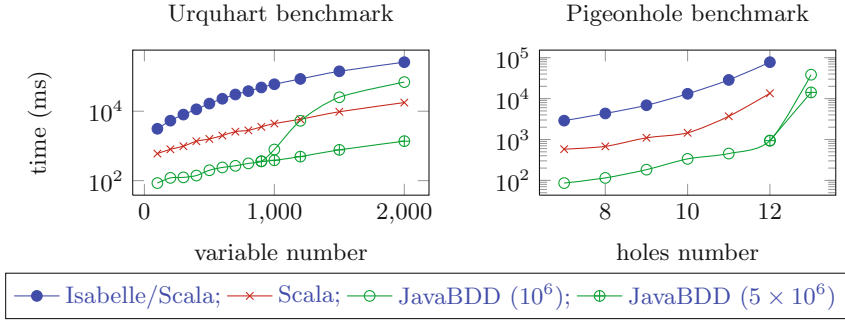 Urquhart benchmark
Pigeonhole benchmark
time (ms)
10^4
10^2
0
1,000
2,000
variable number
10^5
10^4
10^3
10^2
8
10
12
holes number
Isabelle/Scala; Scala; JavaBDD (10^6); JavaBDD (5 × 10^6)